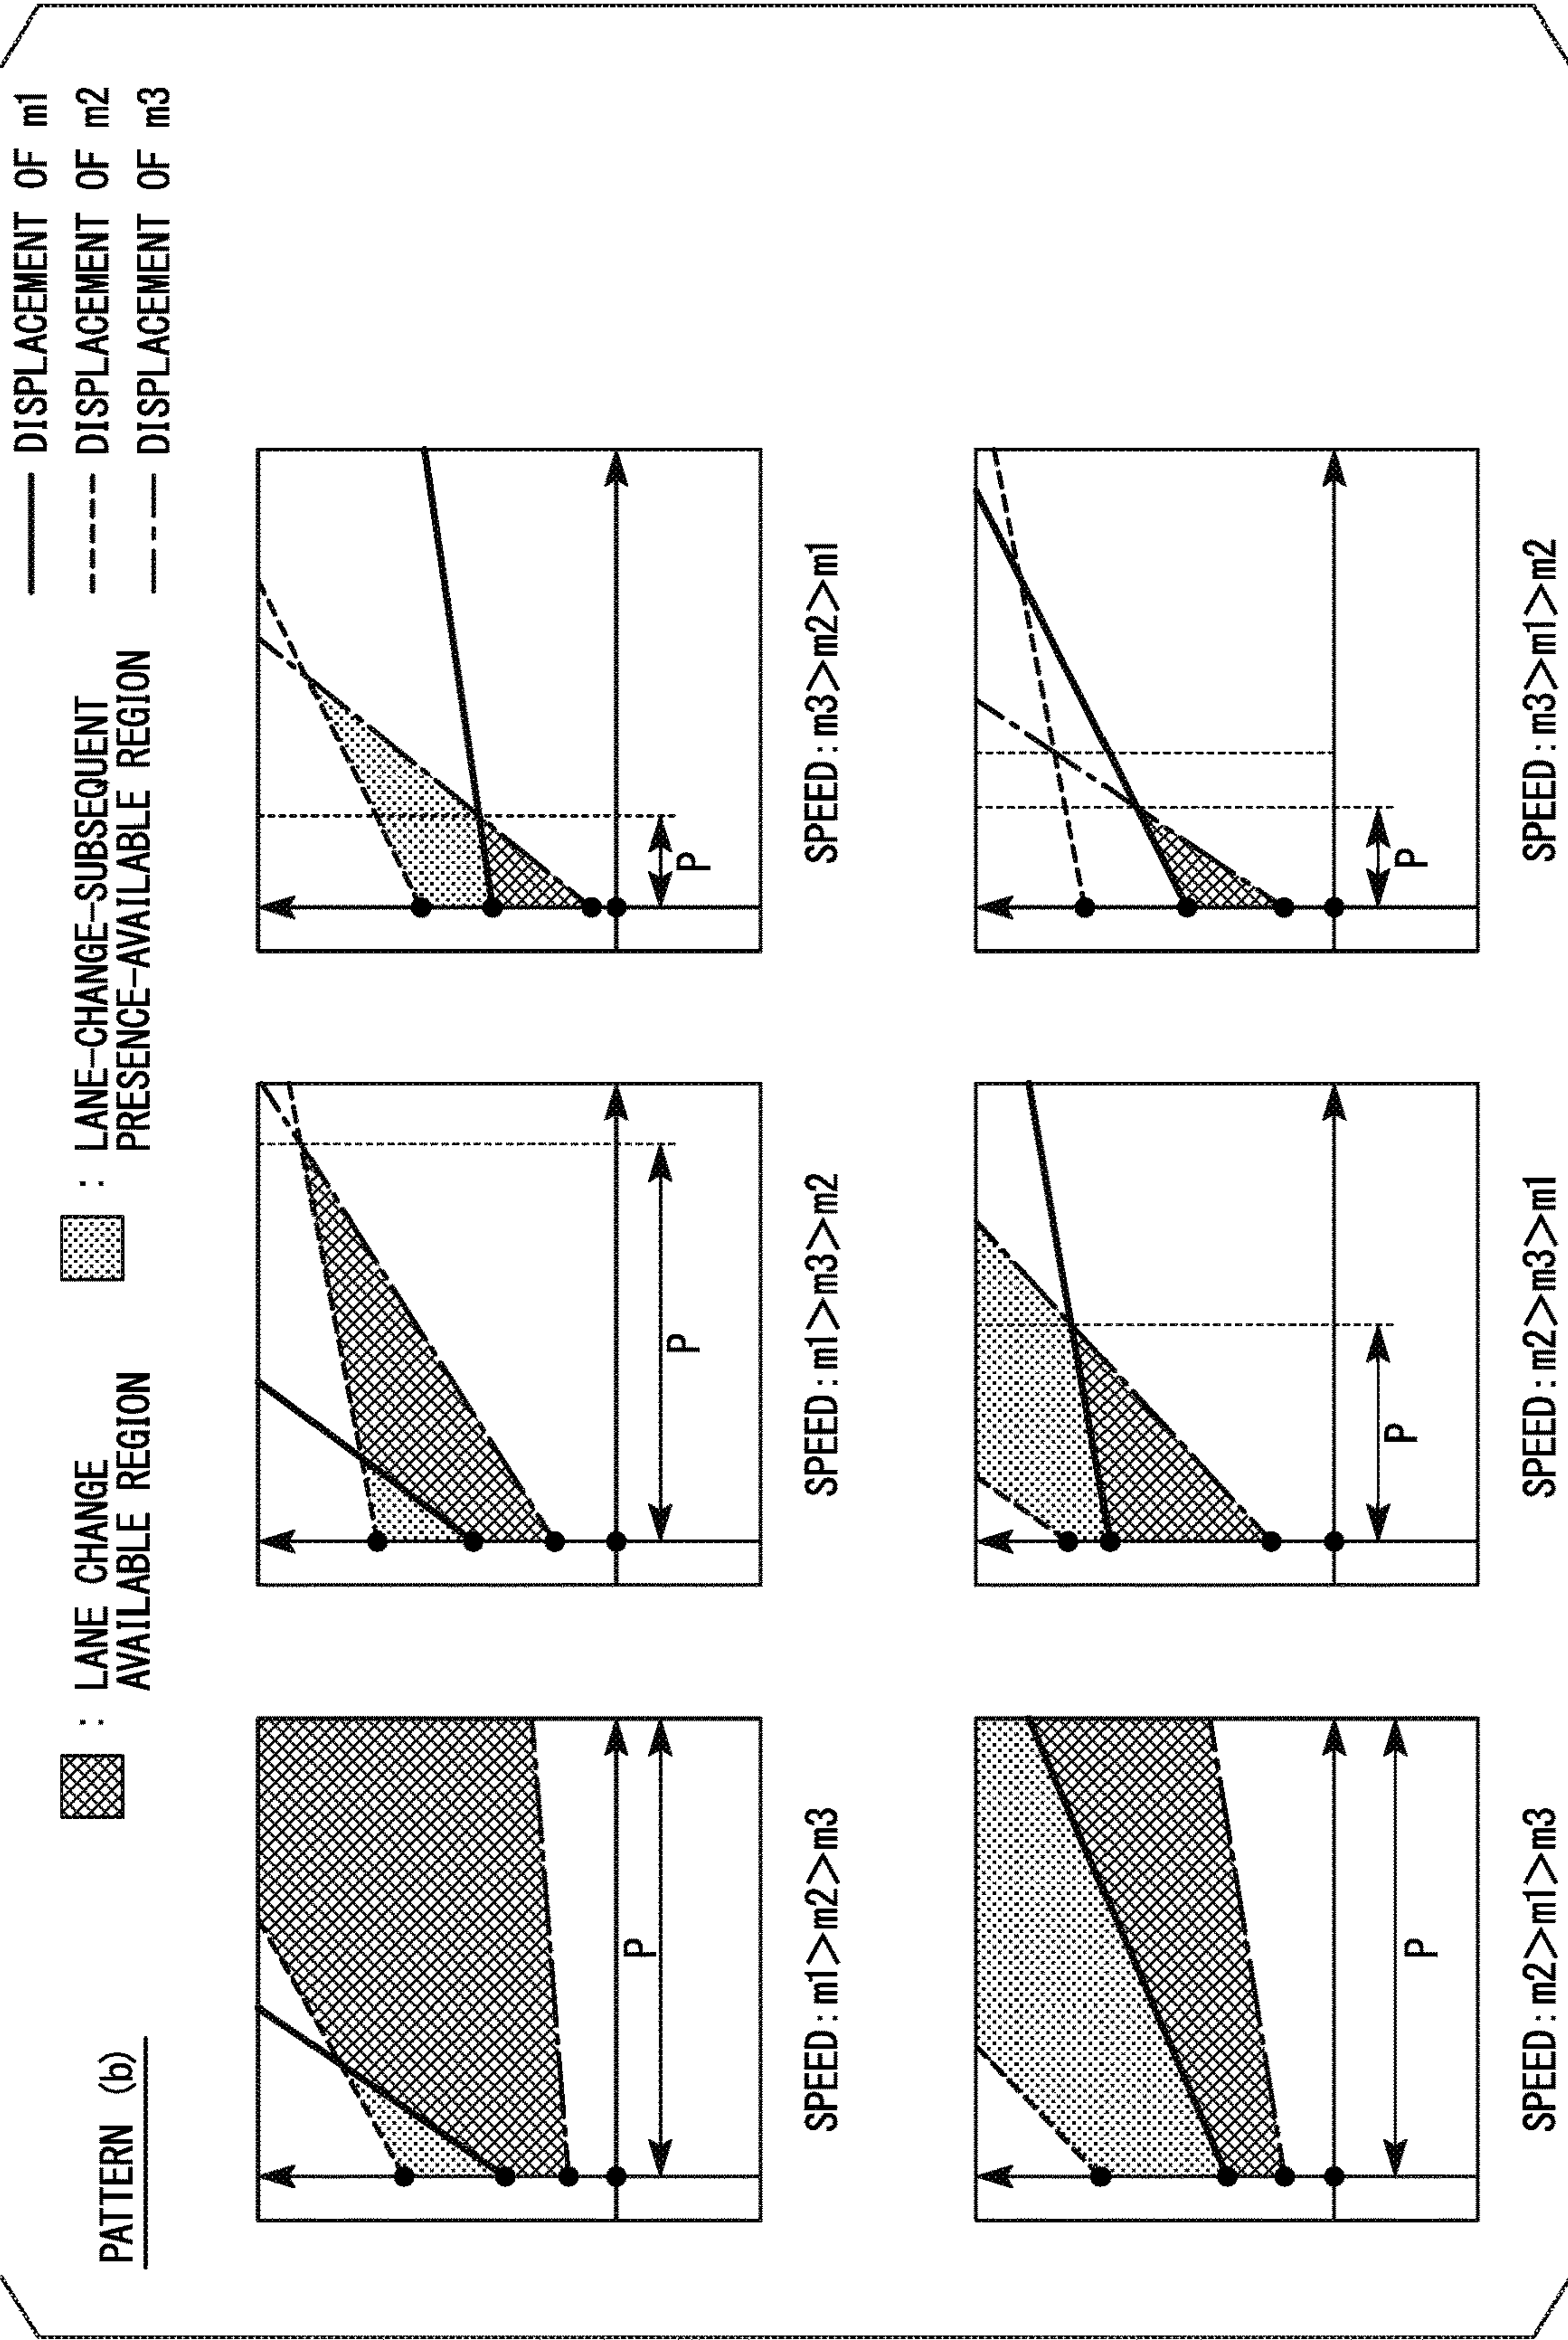 PATTERN (b)
: LANE CHANGE
AVAILABLE REGION
: LANE-CHANGE-SUBSEQUENT
PRESENCE-AVAILABLE REGION
DISPLACEMENT OF m1
DISPLACEMENT OF m2
DISPLACEMENT OF m3
P
SPEED:m1>m2>m3
P
SPEED:m1>m3>m2
P
SPEED:m3>m2>m1
P
SPEED:m2>m1>m3
P
SPEED:m2>m3>m1
P
SPEED:m3>m1>m2